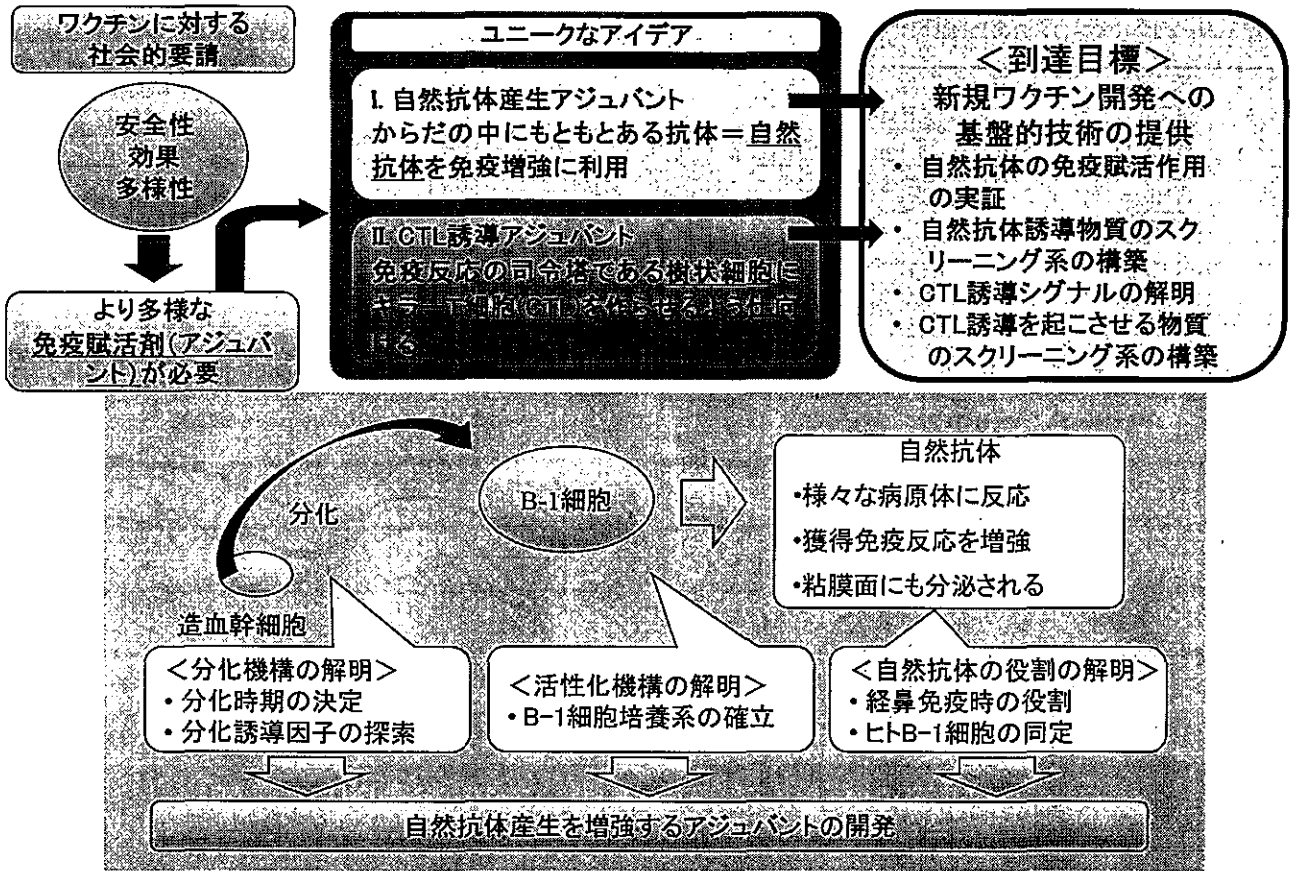 ワクチンに対する
社会的要請
安全性
効果
多様性
より多様な
免疫賦活剤(アジュバ
ント)が必要
ユニークなアイデア
I. 自然抗体産生アジュバント
からだの中にもともとある抗体=自然
抗体を免疫増強に利用
II. CTL誘導アジュバント
免疫反応の司令塔である樹状細胞に
キラーT細胞(CTL)を作らせるよう仕向
ける
<到達目標>
新規ワクチン開発への
基盤的技術の提供
・ 自然抗体の免疫賦活作用
の実証
・ 自然抗体誘導物質のスク
リーニング系の構築
・ CTL誘導シグナルの解明
・ CTL誘導を起こさせる物質
のスクリーニング系の構築
分化
B-1細胞
造血幹細胞
自然抗体
・様々な病原体に反応
・獲得免疫反応を増強
・粘膜面にも分泌される
<分化機構の解明>
・ 分化時期の決定
・ 分化誘導因子の探索
<活性化機構の解明>
・ B-1細胞培養系の確立
<自然抗体の役割の解明>
・ 経鼻免疫時の役割
・ ヒトB-1細胞の同定
自然抗体産生を増強するアジュバントの開発